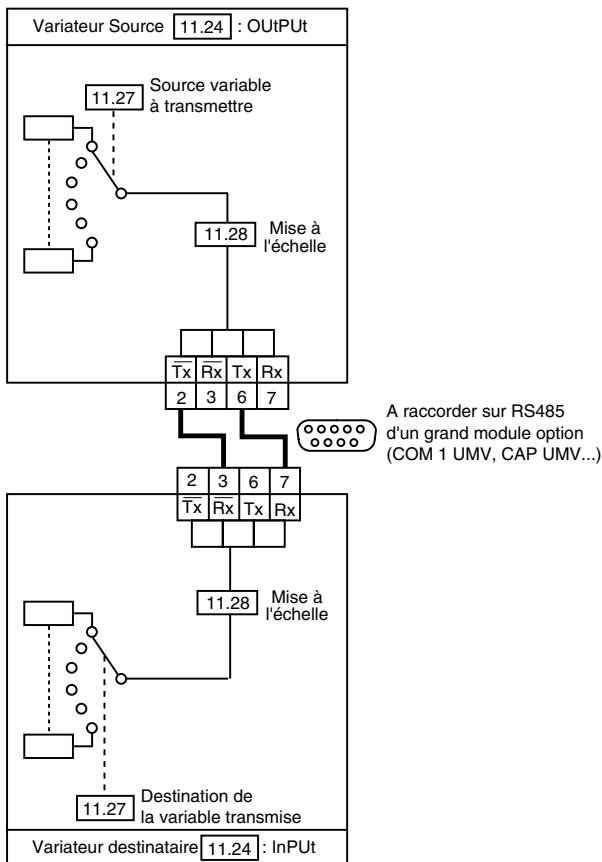 Variateur Source 11.24 : OUtPUt
11.27 Source variable
à transmettre
11.28 Mise à
l'échelle
Tx Rx Tx Rx
2 3 6 7
A raccorder sur RS485
d'un grand module option
(COM 1 UMV, CAP UMV...)
2 3 6 7
Tx Rx Tx Rx
11.28 Mise à
l'échelle
11.27 Destination de
la variable transmise
Variateur destinataire 11.24 : InPUt